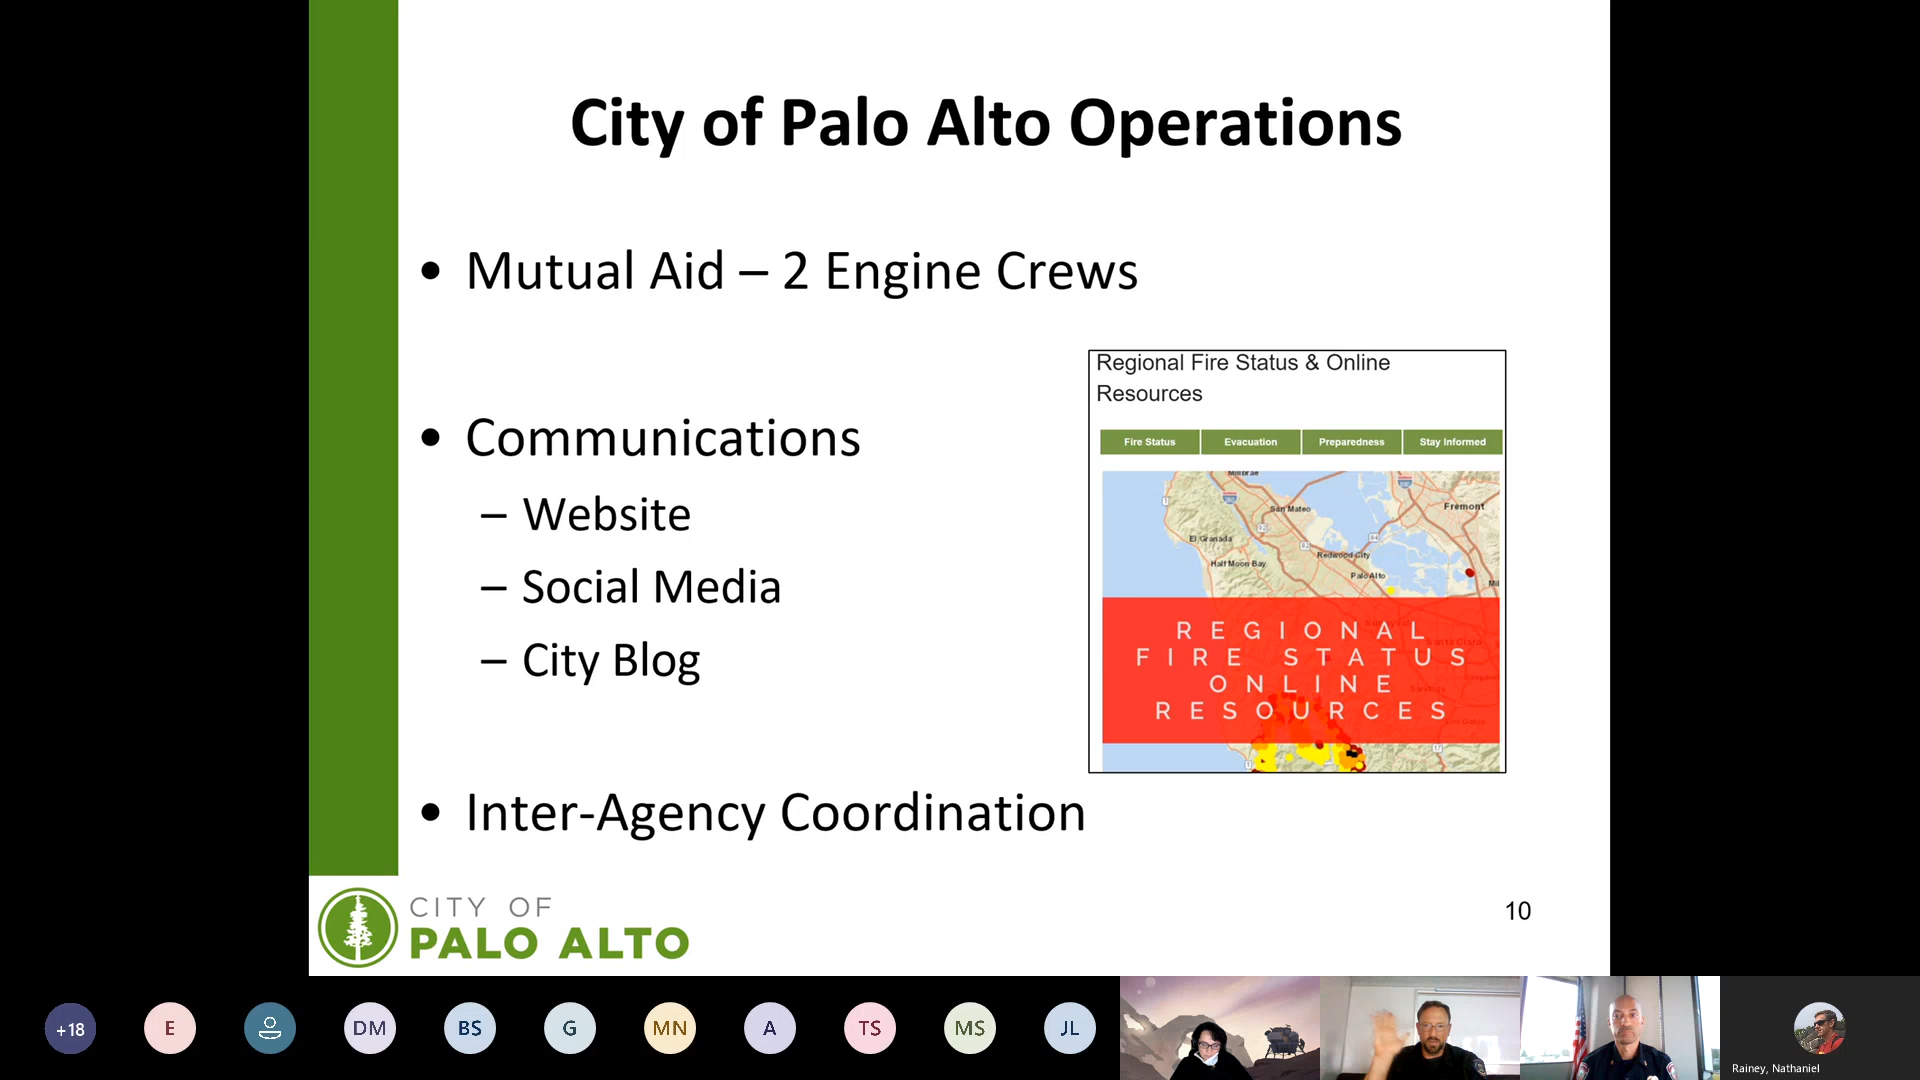 City of Palo Alto Operations
• Mutual Aid – 2 Engine Crews
• Communications
– Website
– Social Media
– City Blog
• Inter-Agency Coordination
Regional Fire Status & Online
Resources
Fire Status Evacuation Preparedness Stay Informed
Millbrae
San Mateo
Fremont
El Granada
Redwood City
Half Moon Bay
Palo Alto
REGIONAL
FIRE STATUS
ONLINE
RESOURCES
CITY OF
PALO ALTO
10
+18 E DM BS G MN A TS MS JL
Rainey, Nathaniel